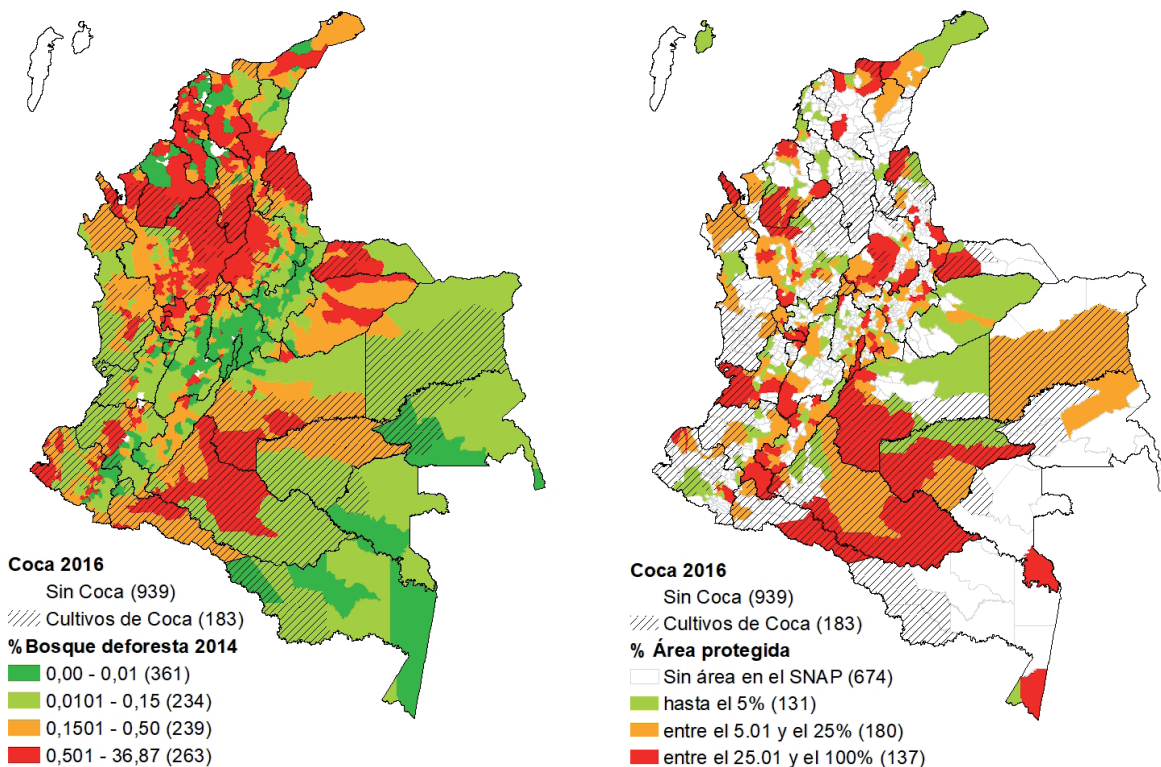 Coca 2016
Sin Coca (939)
Cultivos de Coca (183)
% Bosque deforesta 2014
0,00 - 0,01 (361)
0,0101 - 0,15 (234)
0,1501 - 0,50 (239)
0,501 - 36,87 (263)
Coca 2016
Sin Coca (939)
Cultivos de Coca (183)
% Área protegida
Sin área en el SNAP (674)
hasta el 5% (131)
entre el 5.01 y el 25% (180)
entre el 25.01 y el 100% (137)